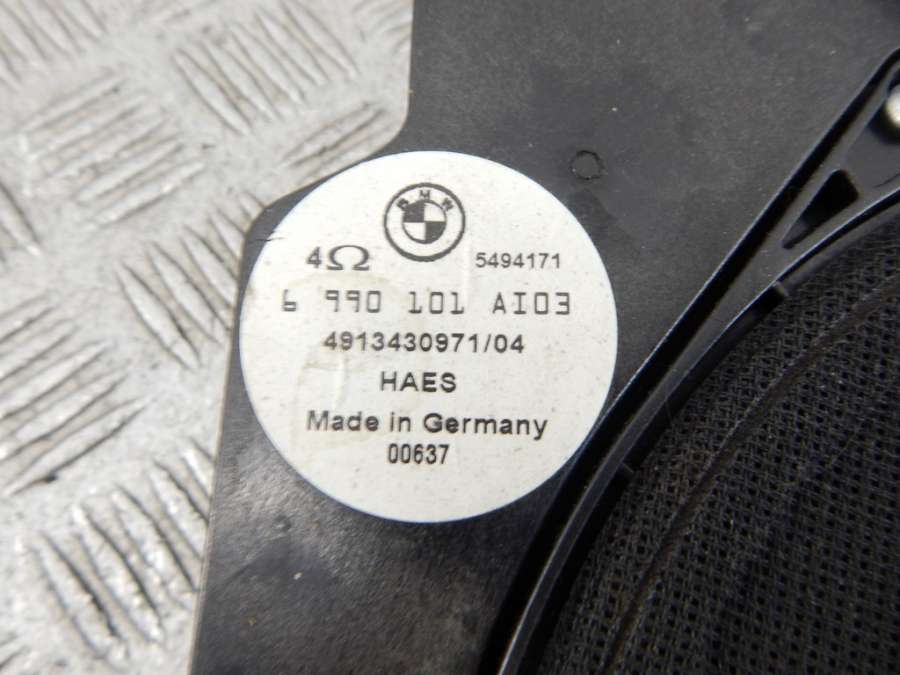 BMW
4Ω 5494171
6 990 101 AI03
4913430971/04
HAES
Made in Germany
00637